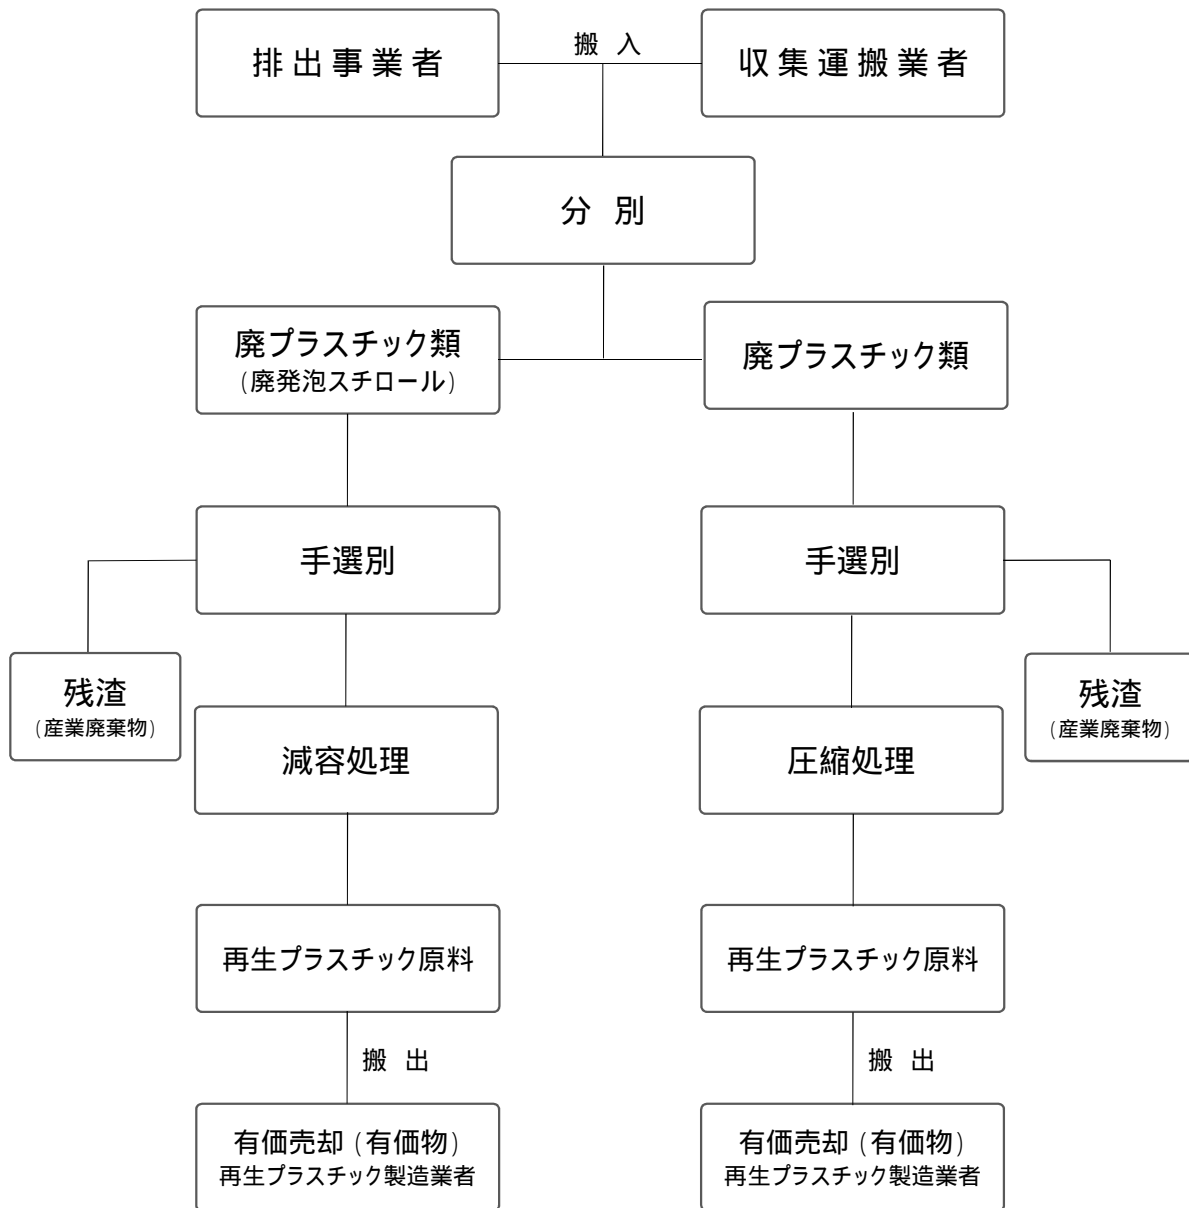 排出事業者
搬入
収集運搬業者
分別
廃プラスチック類
(廃発泡スチロール)
廃プラスチック類
手選別
手選別
残渣
(産業廃棄物)
残渣
(産業廃棄物)
減容処理
圧縮処理
再生プラスチック原料
再生プラスチック原料
搬出
搬出
有価売却(有価物)
再生プラスチック製造業者
有価売却(有価物)
再生プラスチック製造業者